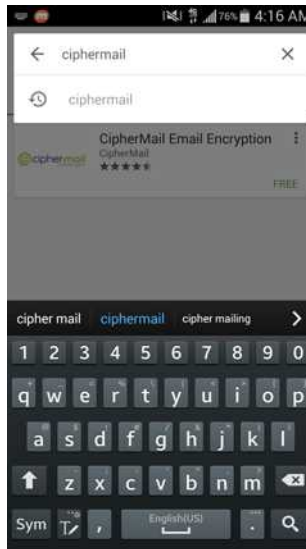 76% 4:16 AM
ciphermail
ciphermail
CipherMail Email Encryption
ciphermail
CipherMail
FREE
cipher mail ciphermail cipher mailing
1 2 3 4 5 6 7 8 9 0
q w e r t y u i o p
a s d f g h j k l
z x c v b n m
Sym T , English(US) .